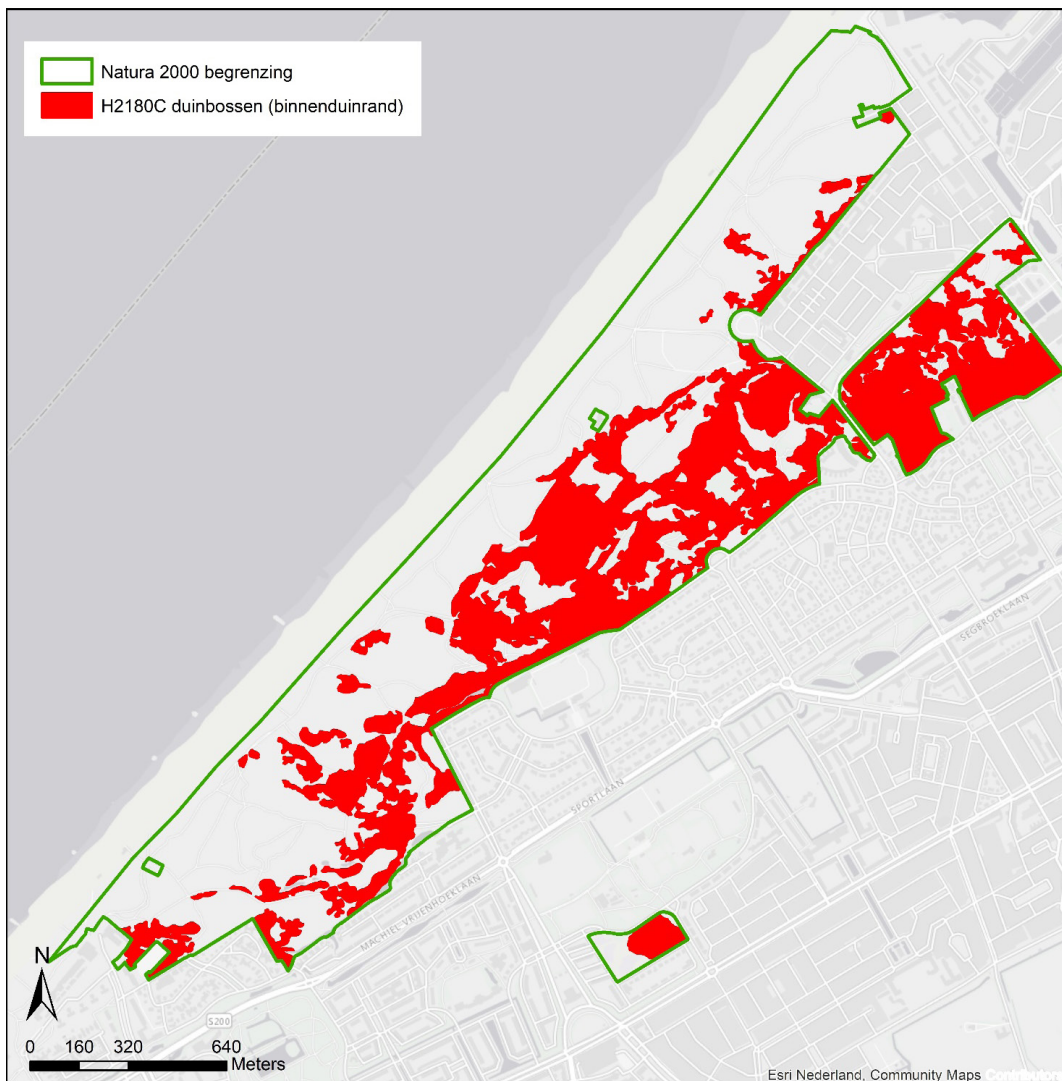 Natura 2000 begrenzing
H2180C duinbossen (binnenduinrand)
SEGBROEKLAAN
SPORTLAAN
MACHIEL VRIJENHOEKLAAN
N
S200
0 160 320 640
Meters
Esri Nederland, Community Maps Contributors